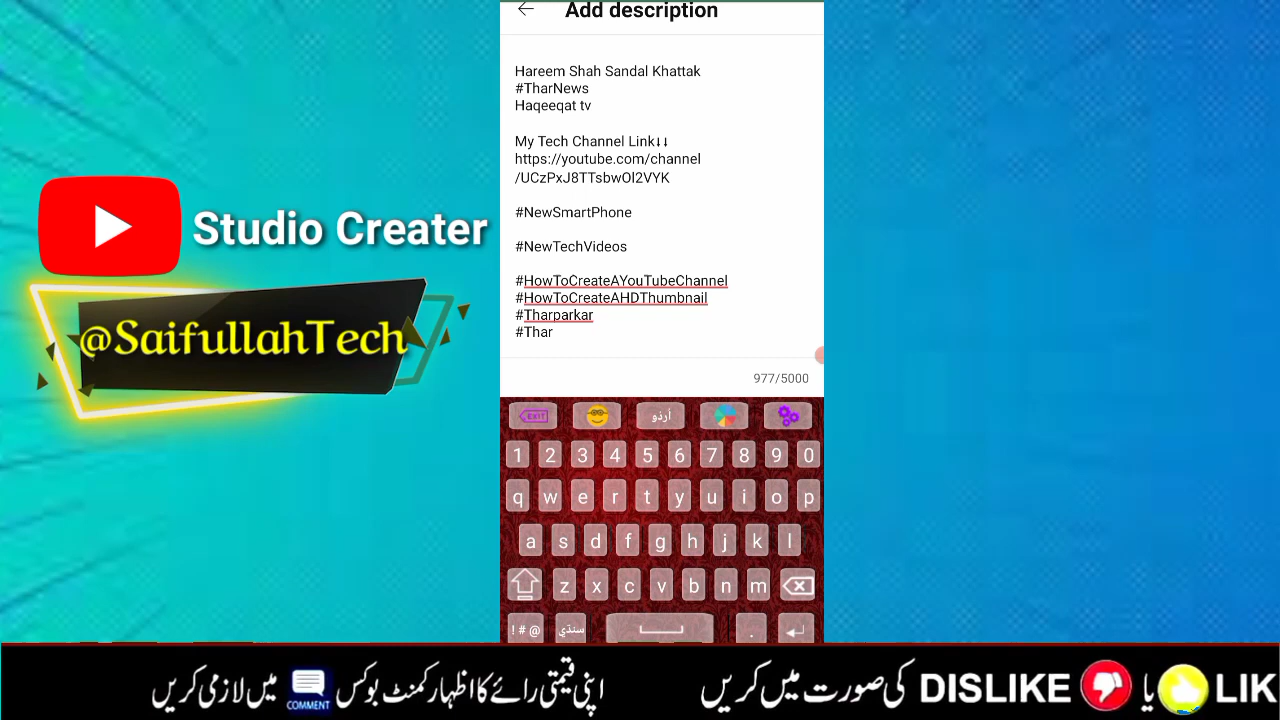 Add description
Hareem Shah Sandal Khattak
#TharNews
Haqeeqat tv
My Tech Channel Link↓↓
https://youtube.com/channel
/UCzPxJ8TTsbwOl2VYK
#NewSmartPhone
#NewTechVideos
#HowToCreateAYouTubeChannel
#HowToCreateAHDThumbnail
#Tharparkar
#Thar
977/5000
Studio Creater
@SaifullahTech
EXIT اُردُو
1 2 3 4 5 6 7 8 9 0
q w e r t y u i o p
a s d f g h j k l
z x c v b n m
! # @ سنڌي .
LIK یا DISLIKE کی صورت میں کریں
اپنی قیمتی رائے کا اظہار کمنٹ بوکس COMMENT میں لازمی کریں